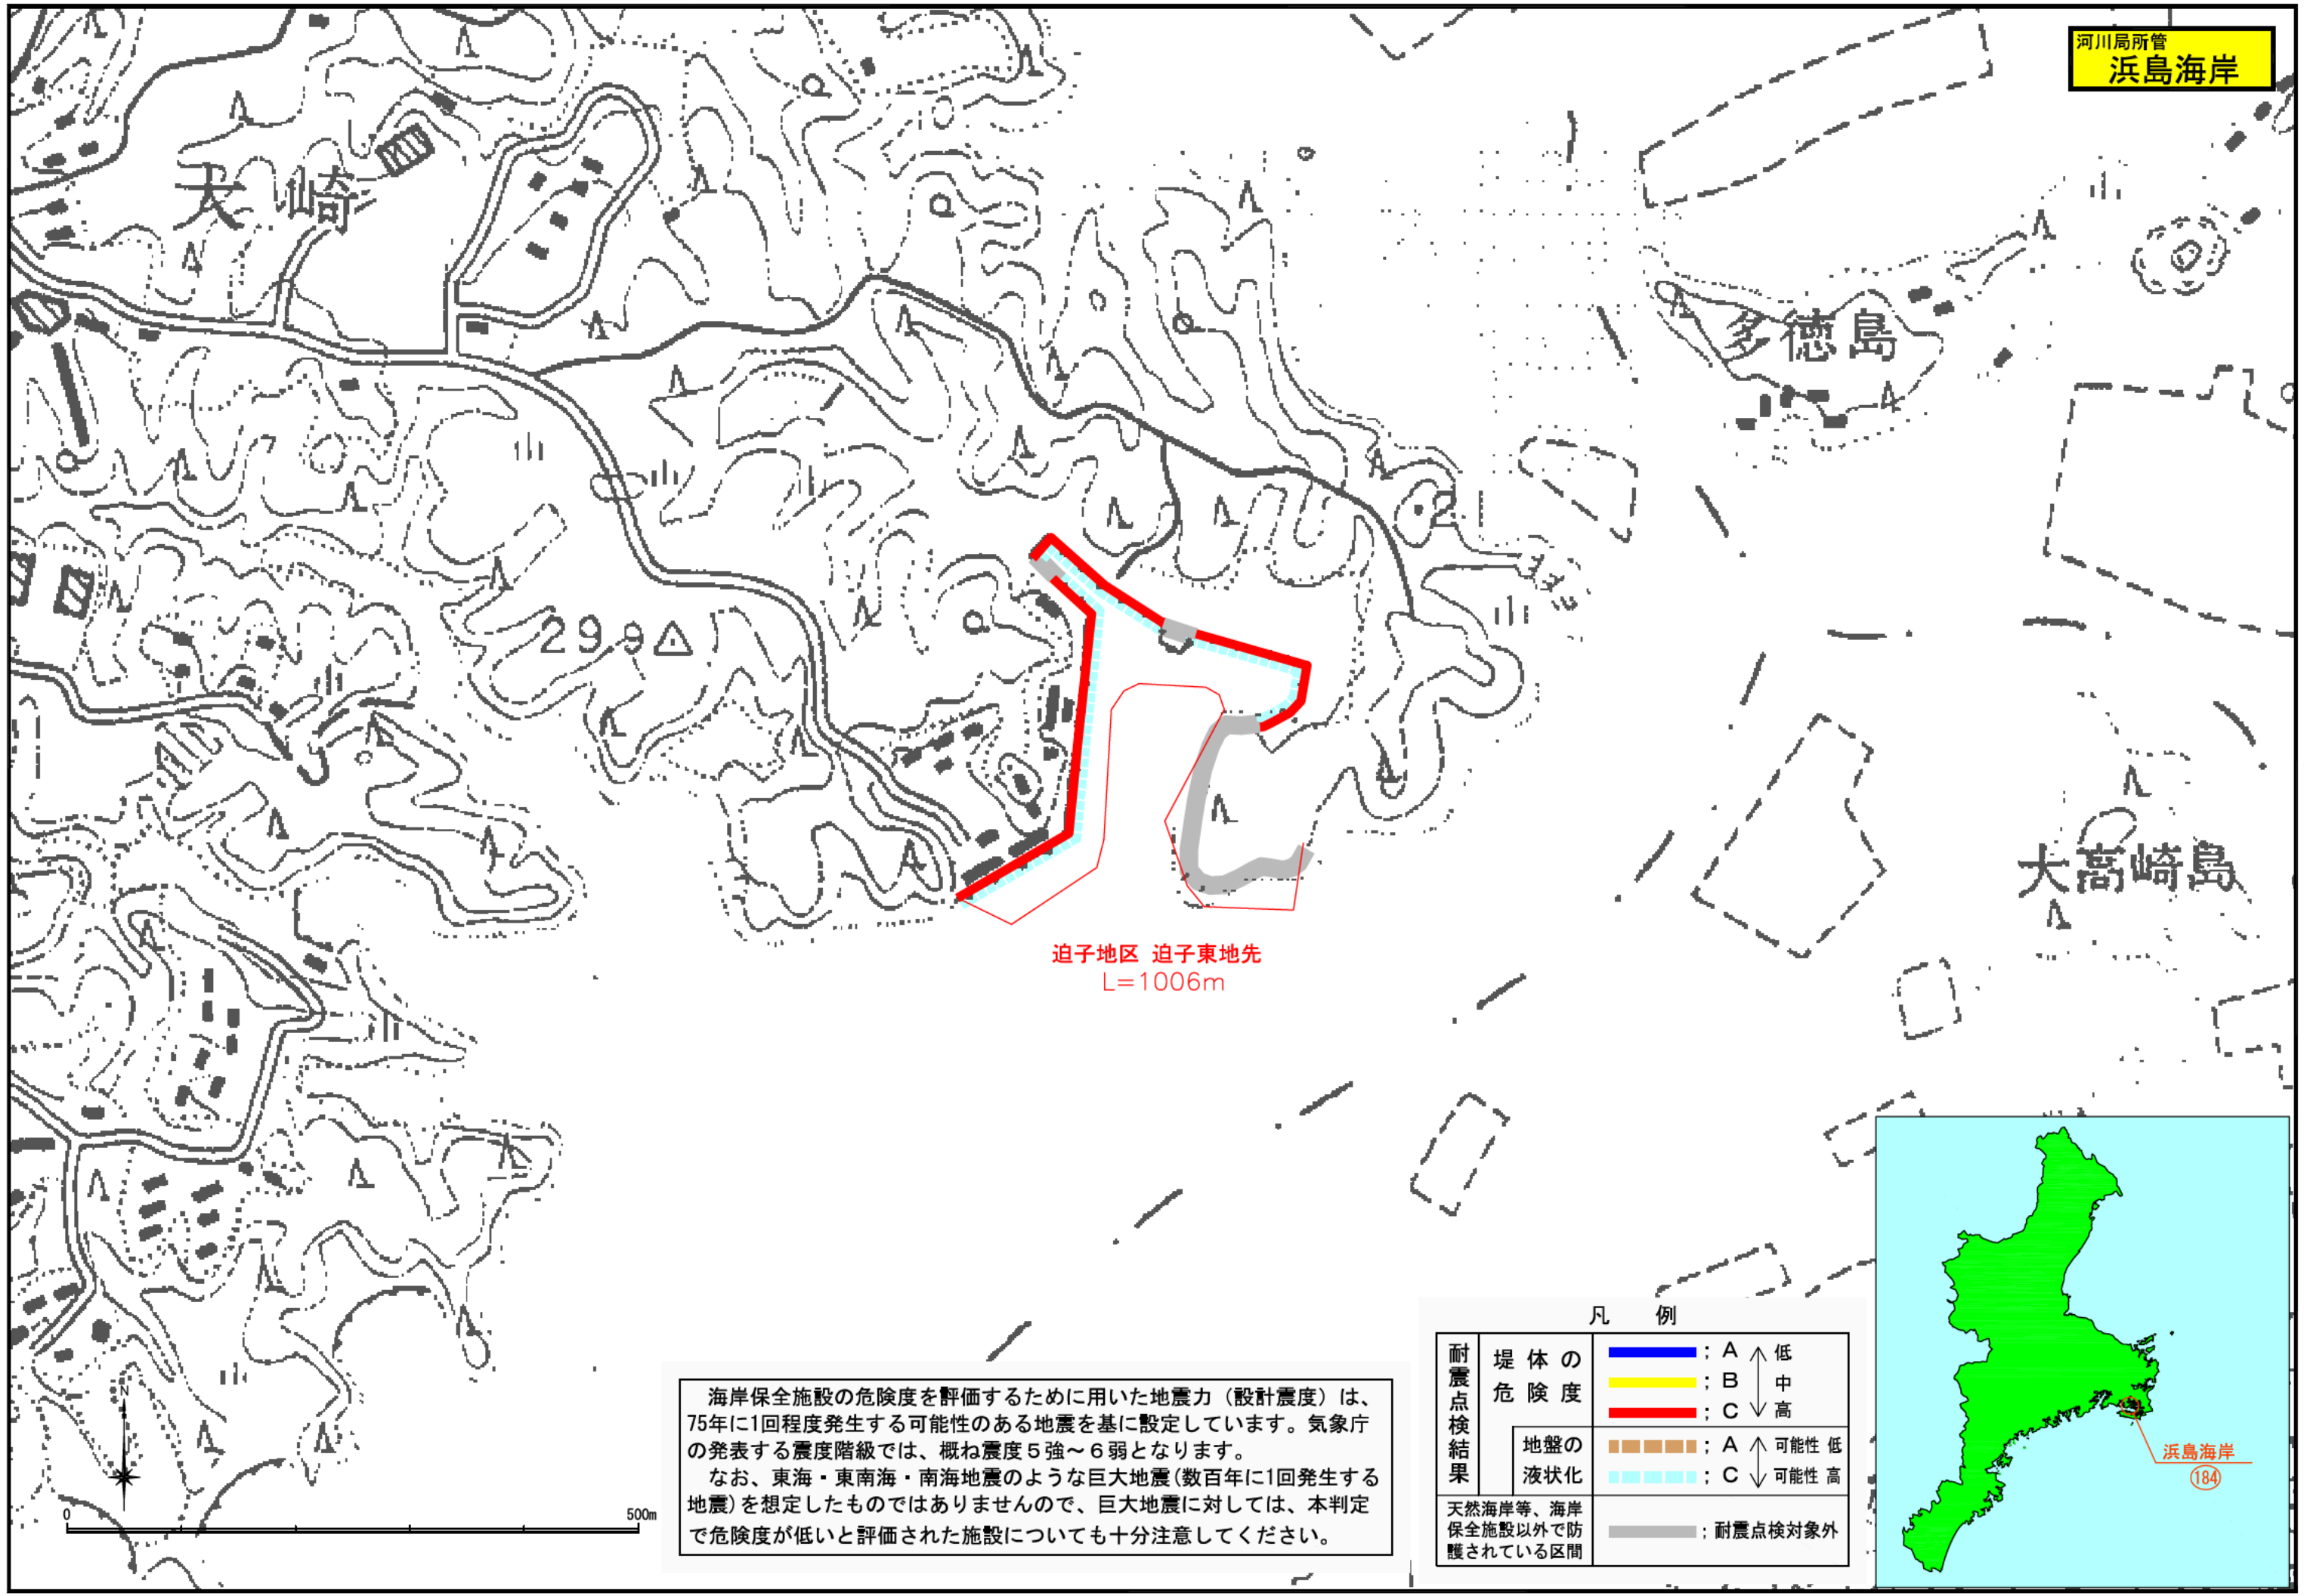 河川局所管
浜島海岸
大崎
多徳島
29.9
大高崎島
迫子地区 迫子東地先
L=1006m
N
0
500m
海岸保全施設の危険度を評価するために用いた地震力（設計震度）は、
75年に1回程度発生する可能性のある地震を基に設定しています。気象庁
の発表する震度階級では、概ね震度５強～６弱となります。
なお、東海・東南海・南海地震のような巨大地震(数百年に1回発生する
地震)を想定したものではありませんので、巨大地震に対しては、本判定
で危険度が低いと評価された施設についても十分注意してください。
凡 例
耐震点検結果
堤体の
危険度
；A 低
；B 中
；C 高
地盤の
液状化
；A 可能性 低
；C 可能性 高
天然海岸等、海岸
保全施設以外で防
護されている区間
；耐震点検対象外
浜島海岸
184